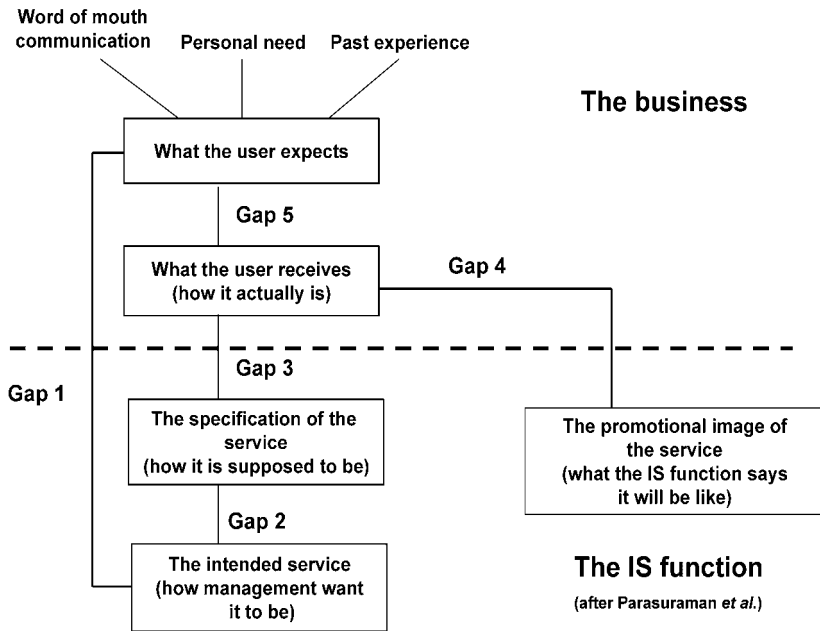 Word of mouth
communication
Personal need
Past experience
The business
What the user expects
Gap 5
What the user receives
(how it actually is)
Gap 4
Gap 3
Gap 1
The specification of the
service
(how it is supposed to be)
The promotional image of
the service
(what the IS function says
it will be like)
Gap 2
The intended service
(how management want
it to be)
The IS function
(after Parasuraman et al.)